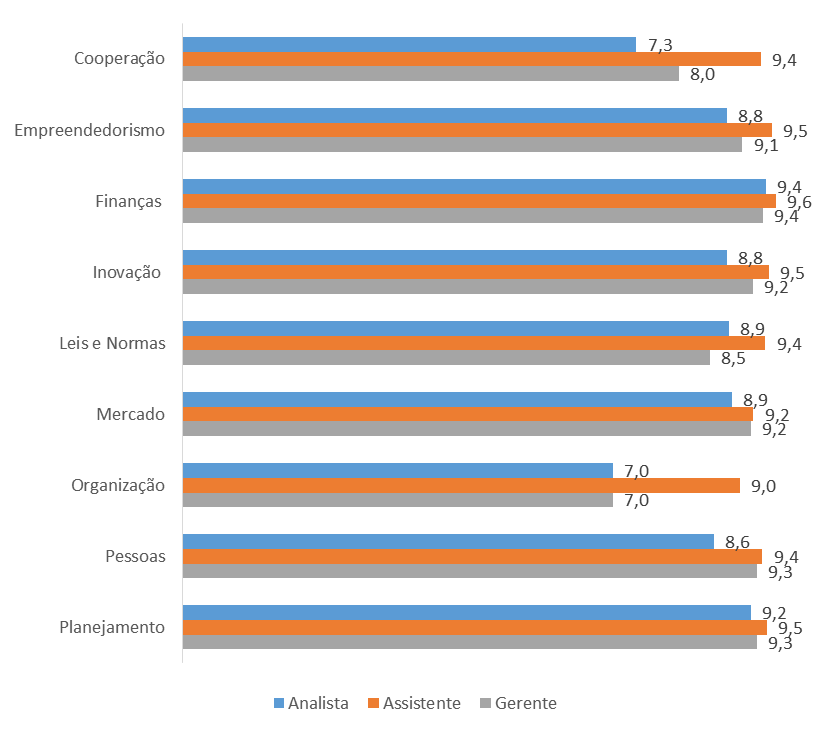 Cooperação
7,3
9,4
8,0
Empreendedorismo
8,8
9,5
9,1
Finanças
9,4
9,6
9,4
Inovação
8,8
9,5
9,2
Leis e Normas
8,9
9,4
8,5
Mercado
8,9
9,2
9,2
Organização
7,0
9,0
7,0
Pessoas
8,6
9,4
9,3
Planejamento
9,2
9,5
9,3
Analista Assistente Gerente